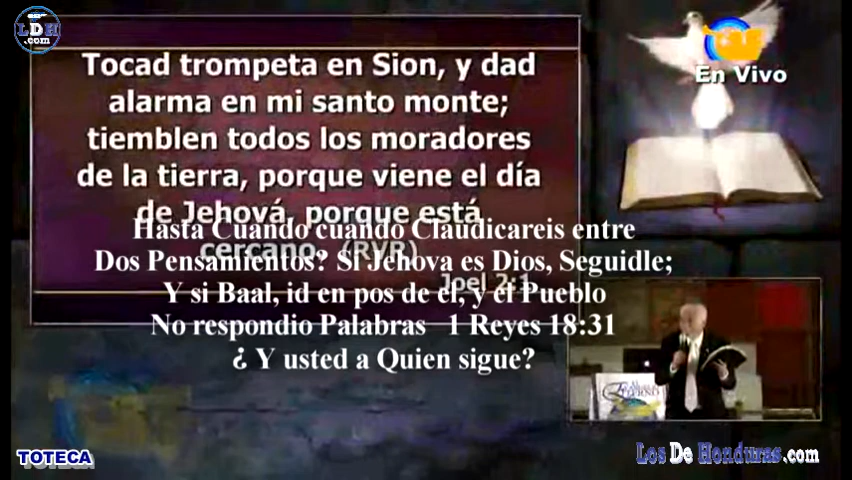 LDH
.com
En Vivo
Tocad trompeta en Sion, y dad
alarma en mi santo monte;
tiemblen todos los moradores
de la tierra, porque viene el día
de Jehová, porque está
cercano. (RVR)
Joel 2:1
Hasta Cuando cuando Claudicareis entre
Dos Pensamientos? Si Jehova es Dios, Seguidle;
Y si Baal, id en pos de el, y el Pueblo
No respondio Palabras 1 Reyes 18:31
¿ Y usted a Quien sigue?
TOTECA
Los De Honduras.com